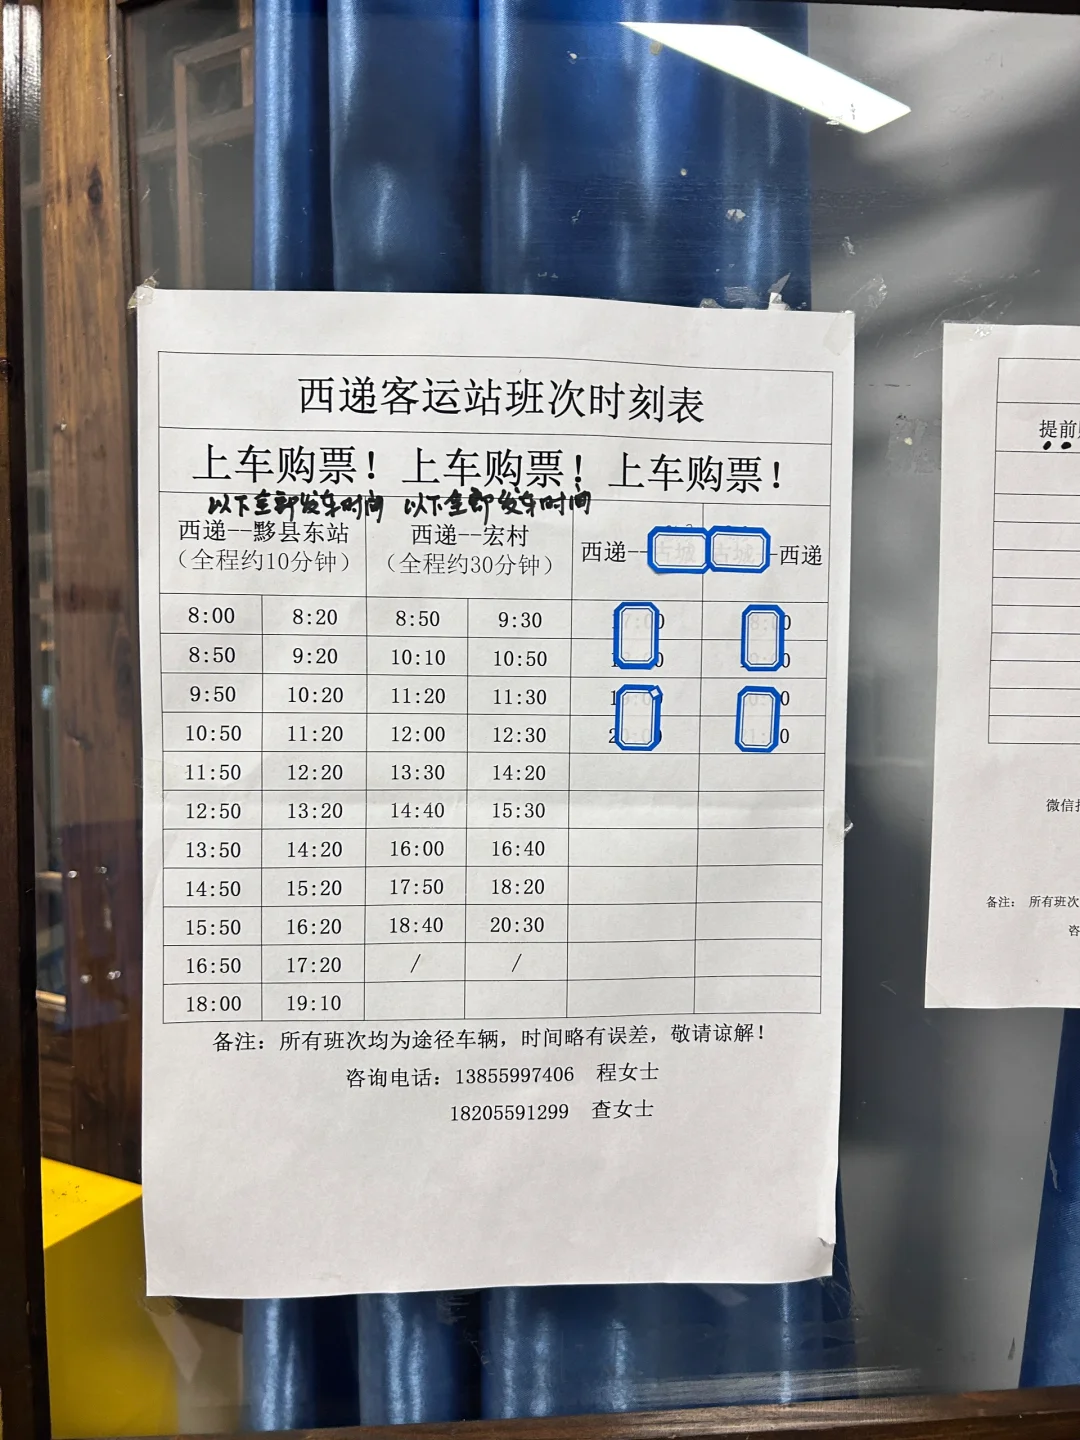 西递客运站班次时刻表
上车购票！ 上车购票！ 上车购票！
以下全部发车时间 以下全部发车时间
西递--黟县东站 西递--宏村 西递-- 古城 古城--西递
（全程约10分钟） （全程约30分钟）
8:00 8:20 8:50 9:30
8:50 9:20 10:10 10:50
9:50 10:20 11:20 11:30
10:50 11:20 12:00 12:30
11:50 12:20 13:30 14:20
12:50 13:20 14:40 15:30
13:50 14:20 16:00 16:40
14:50 15:20 17:50 18:20
15:50 16:20 18:40 20:30
16:50 17:20 / /
18:00 19:10
备注：所有班次均为途径车辆，时间略有误差，敬请谅解！
咨询电话：13855997406 程女士
18205591299 查女士
提前
微信
备注： 所有班次
咨